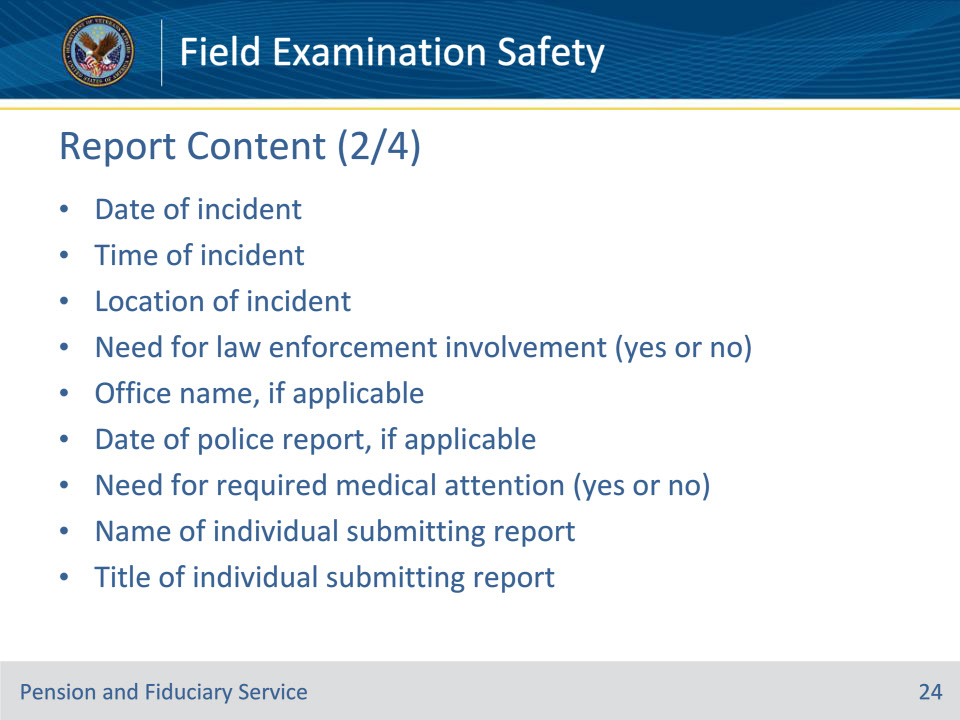 Field Examination Safety
Report Content (2/4)
• Date of incident
• Time of incident
• Location of incident
• Need for law enforcement involvement (yes or no)
• Office name, if applicable
• Date of police report, if applicable
• Need for required medical attention (yes or no)
• Name of individual submitting report
• Title of individual submitting report
Pension and Fiduciary Service
24